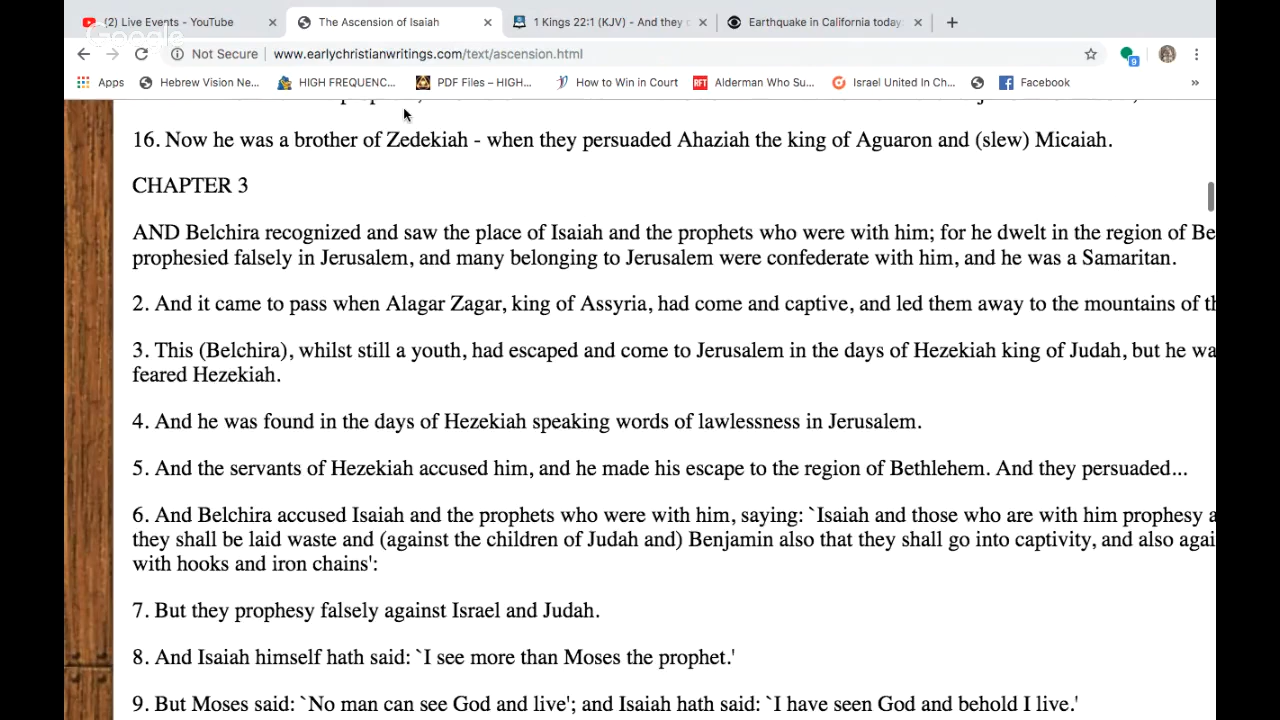 (2) Live Events - YouTube
The Ascension of Isaiah
1 Kings 22:1 (KJV) - And they
Earthquake in California today:
Google
Not Secure
www.earlychristianwritings.com/text/ascension.html
9
Apps
Hebrew Vision Ne...
HIGH FREQUENC...
PDF Files – HIGH...
How to Win in Court
RFT
Alderman Who Su...
Israel United In Ch...
Facebook
»
16. Now he was a brother of Zedekiah - when they persuaded Ahaziah the king of Aguaron and (slew) Micaiah.
CHAPTER 3
AND Belchira recognized and saw the place of Isaiah and the prophets who were with him; for he dwelt in the region of Be
prophesied falsely in Jerusalem, and many belonging to Jerusalem were confederate with him, and he was a Samaritan.
2. And it came to pass when Alagar Zagar, king of Assyria, had come and captive, and led them away to the mountains of th
3. This (Belchira), whilst still a youth, had escaped and come to Jerusalem in the days of Hezekiah king of Judah, but he wa
feared Hezekiah.
4. And he was found in the days of Hezekiah speaking words of lawlessness in Jerusalem.
5. And the servants of Hezekiah accused him, and he made his escape to the region of Bethlehem. And they persuaded...
6. And Belchira accused Isaiah and the prophets who were with him, saying: `Isaiah and those who are with him prophesy a
they shall be laid waste and (against the children of Judah and) Benjamin also that they shall go into captivity, and also agai
with hooks and iron chains':
7. But they prophesy falsely against Israel and Judah.
8. And Isaiah himself hath said: `I see more than Moses the prophet.'
9. But Moses said: `No man can see God and live'; and Isaiah hath said: `I have seen God and behold I live.'